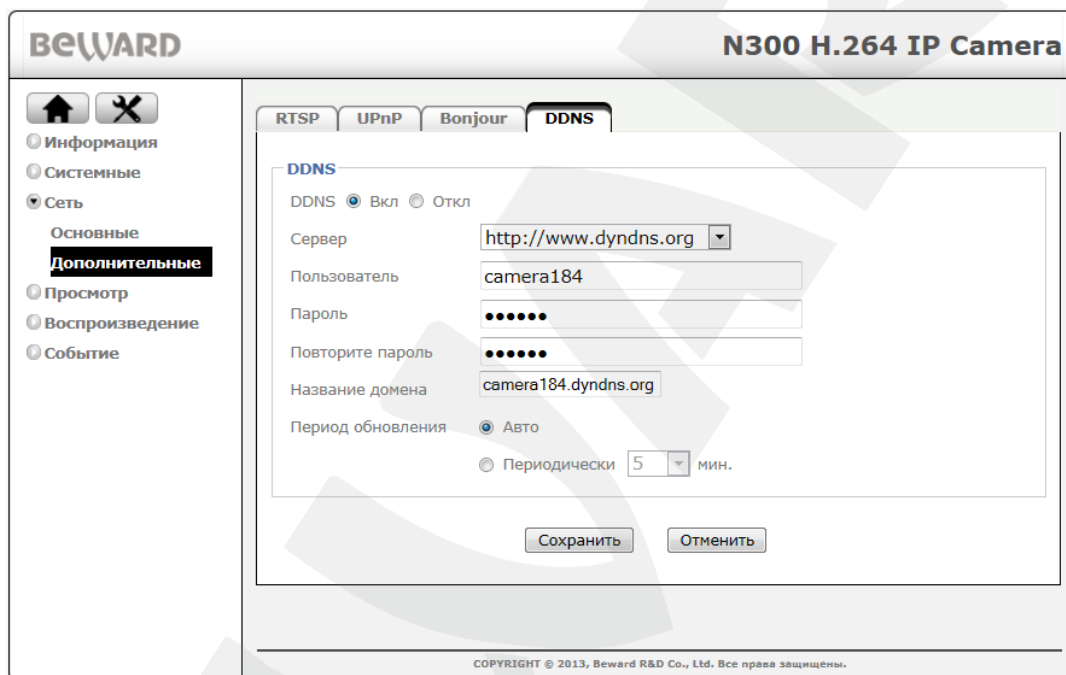 BEWARD
N300 H.264 IP Camera
Информация
Системные
Сеть
Основные
Дополнительные
Просмотр
Воспроизведение
Событие
RTSP UPnP Bonjour DDNS
DDNS
DDNS Вкл Откл
Сервер http://www.dyndns.org
Пользователь camera184
Пароль ●●●●●●
Повторите пароль ●●●●●●
Название домена camera184.dyndns.org
Период обновления Авто
Периодически 5 мин.
Сохранить Отменить
COPYRIGHT © 2013, Beward R&D Co., Ltd. Все права защищены.